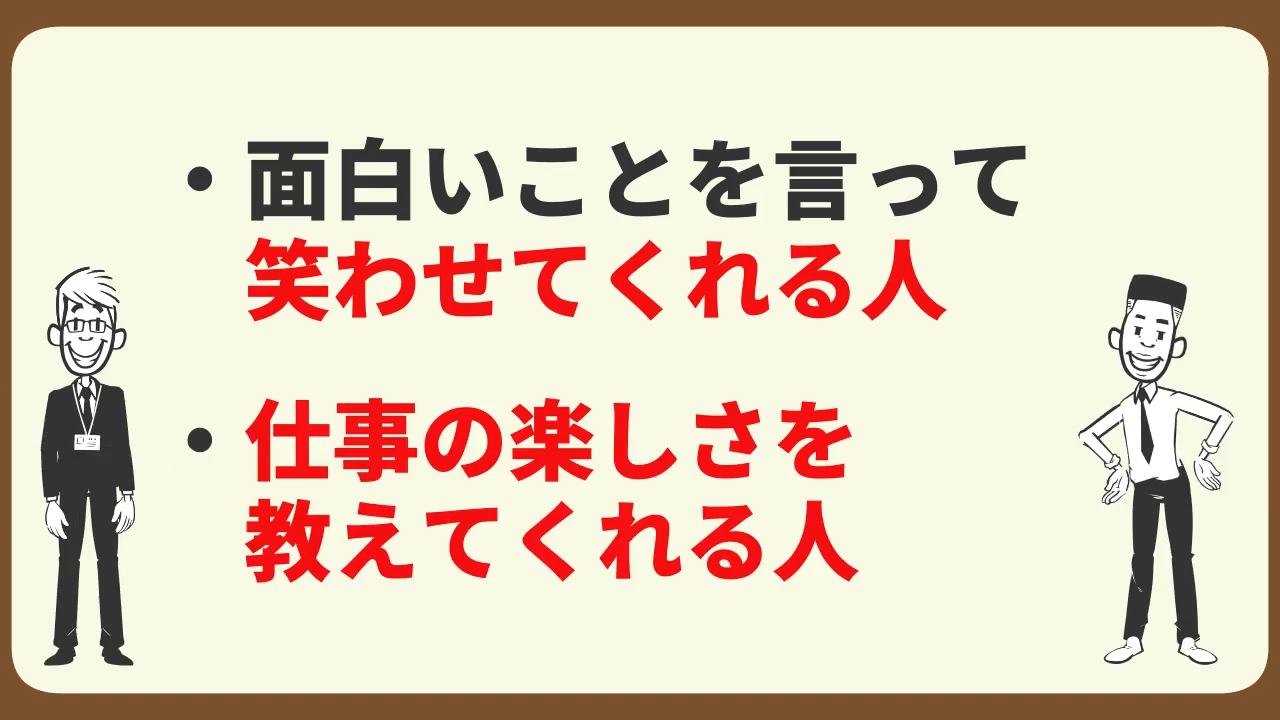 ・面白いことを言って
笑わせてくれる人
・仕事の楽しさを
教えてくれる人